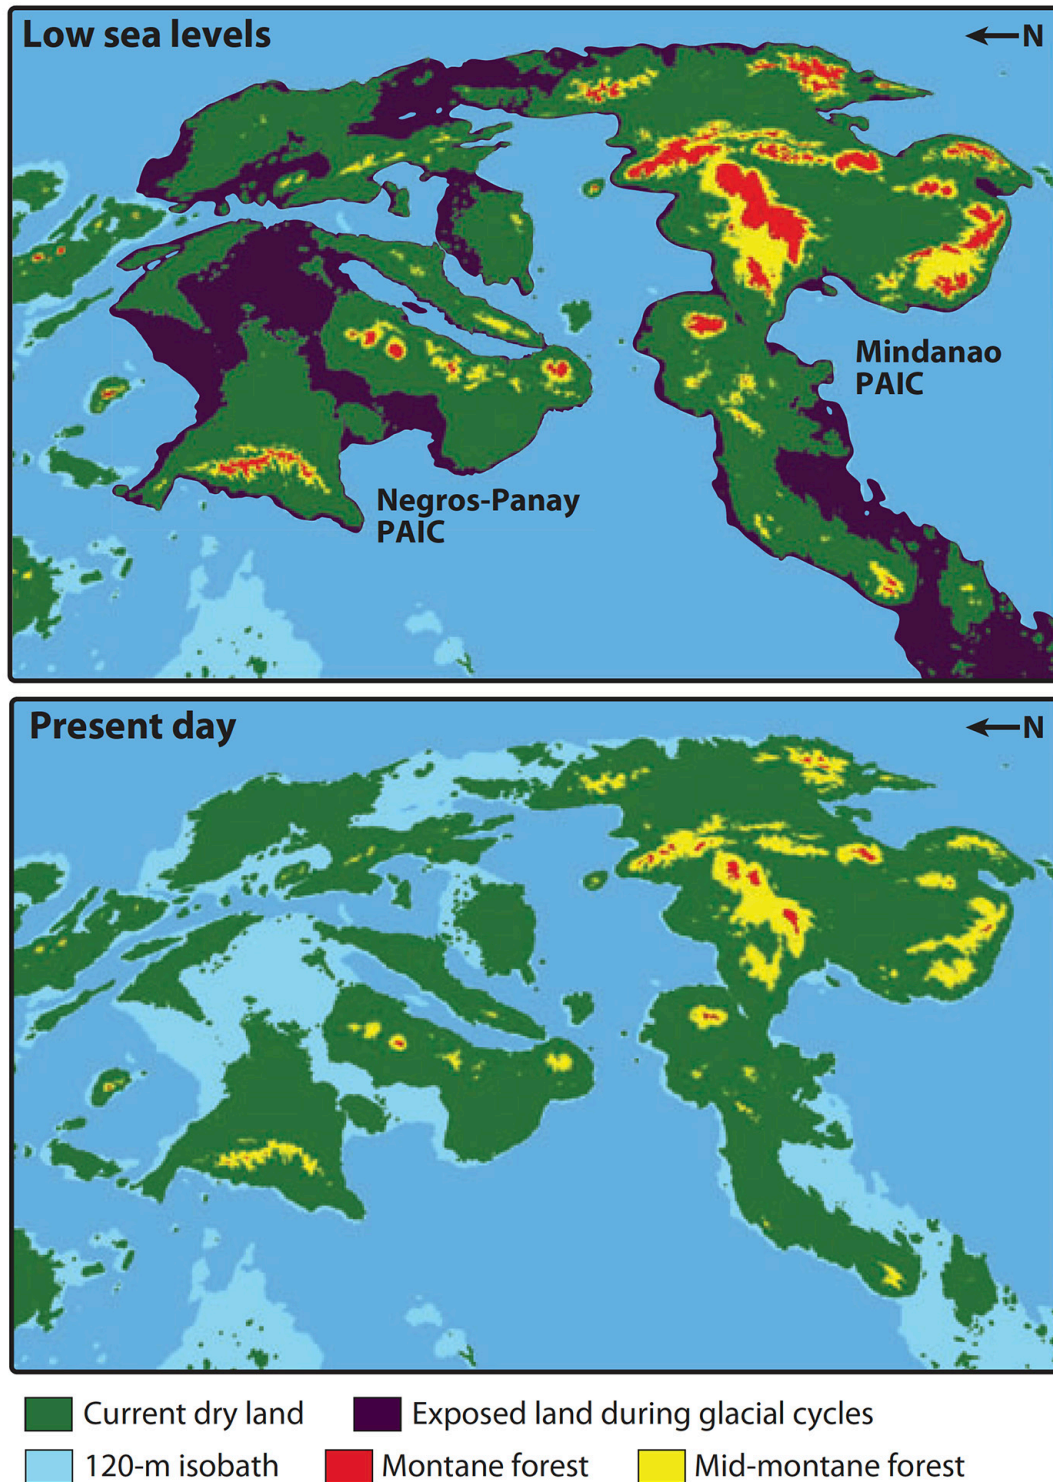 Low sea levels
N
Mindanao
PAIC
Negros-Panay
PAIC
Present day
N
Current dry land
Exposed land during glacial cycles
120-m isobath
Montane forest
Mid-montane forest